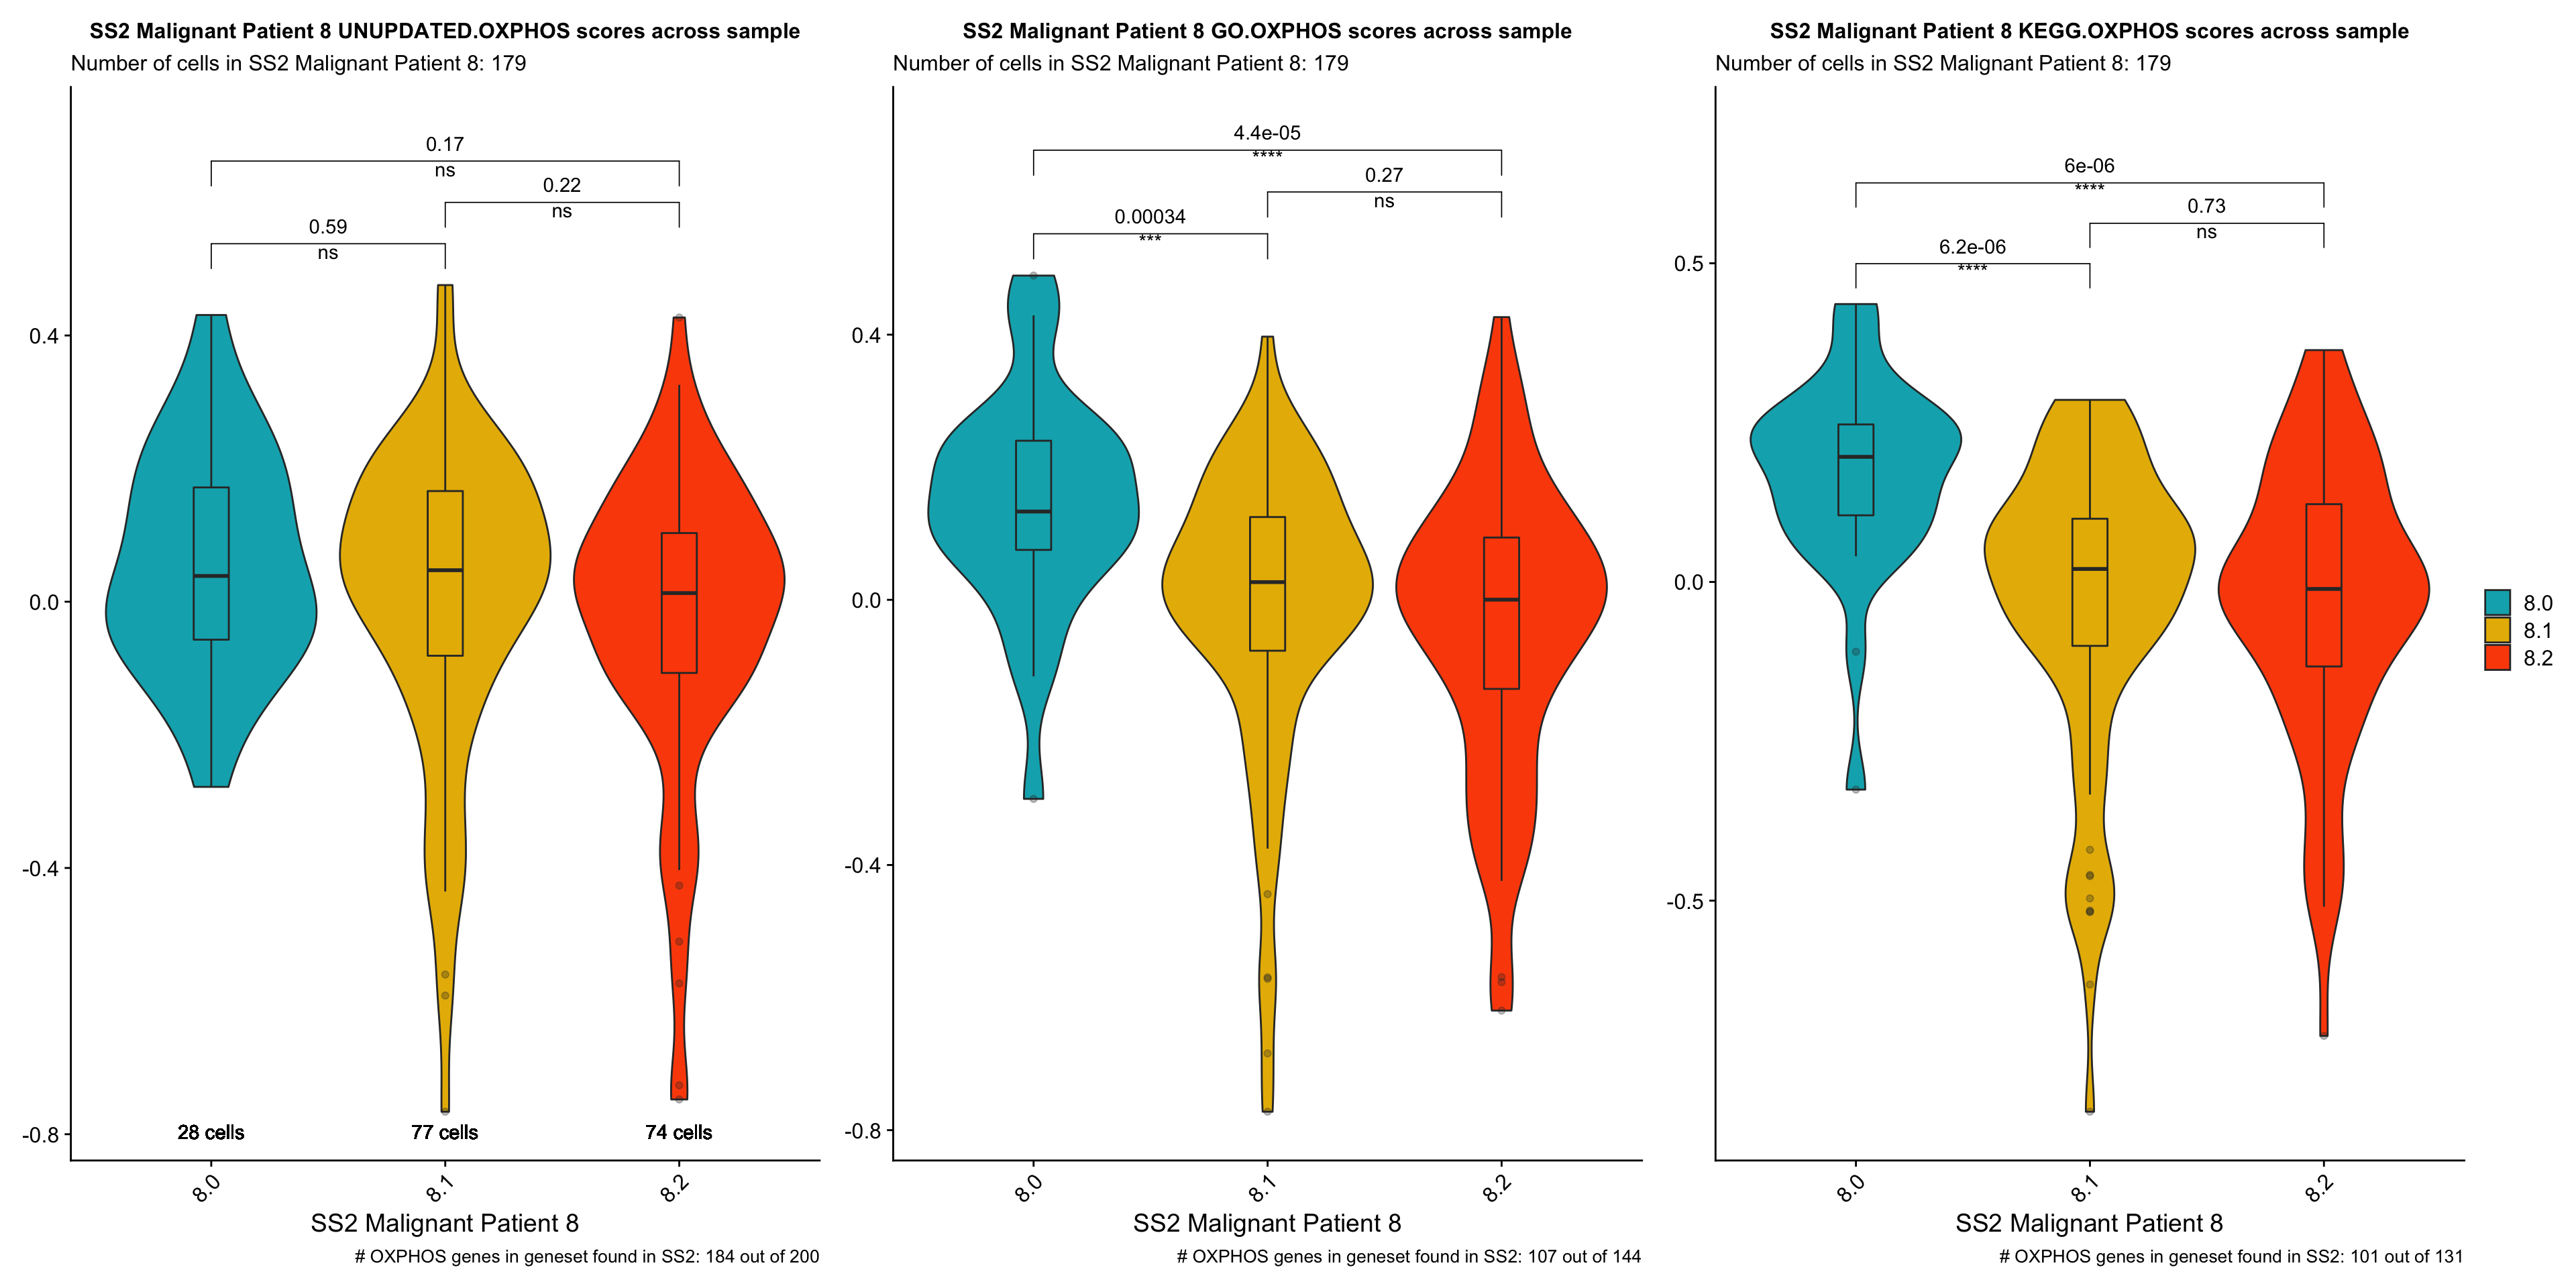 SS2 Malignant Patient 8 UNUPDATED.OXPHOS scores across sample
Number of cells in SS2 Malignant Patient 8: 179
0.17
ns
0.22
ns
0.59
ns
0.4
0.0
-0.4
-0.8
28 cells
77 cells
74 cells
8.0
8.1
8.2
SS2 Malignant Patient 8
# OXPHOS genes in geneset found in SS2: 184 out of 200
SS2 Malignant Patient 8 GO.OXPHOS scores across sample
Number of cells in SS2 Malignant Patient 8: 179
4.4e-05
****
0.27
ns
0.00034
***
0.4
0.0
-0.4
-0.8
8.0
8.1
8.2
SS2 Malignant Patient 8
# OXPHOS genes in geneset found in SS2: 107 out of 144
SS2 Malignant Patient 8 KEGG.OXPHOS scores across sample
Number of cells in SS2 Malignant Patient 8: 179
6e-06
****
0.73
ns
6.2e-06
****
0.5
0.0
-0.5
8.0
8.1
8.2
SS2 Malignant Patient 8
# OXPHOS genes in geneset found in SS2: 101 out of 131
8.0
8.1
8.2